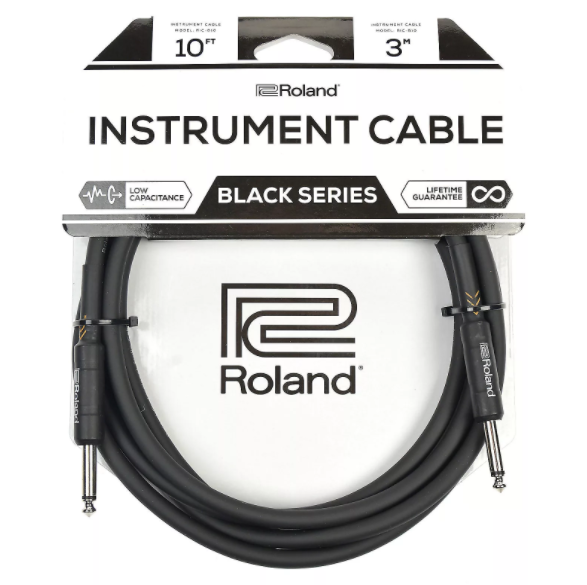 INSTRUMENT CABLE
MODEL: RIC-B10
10FT
INSTRUMENT CABLE
MODEL: RIC-B10
3M
Roland
INSTRUMENT CABLE
LOW
CAPACITANCE
BLACK SERIES
LIFETIME
GUARANTEE
Roland®
Roland
Roland